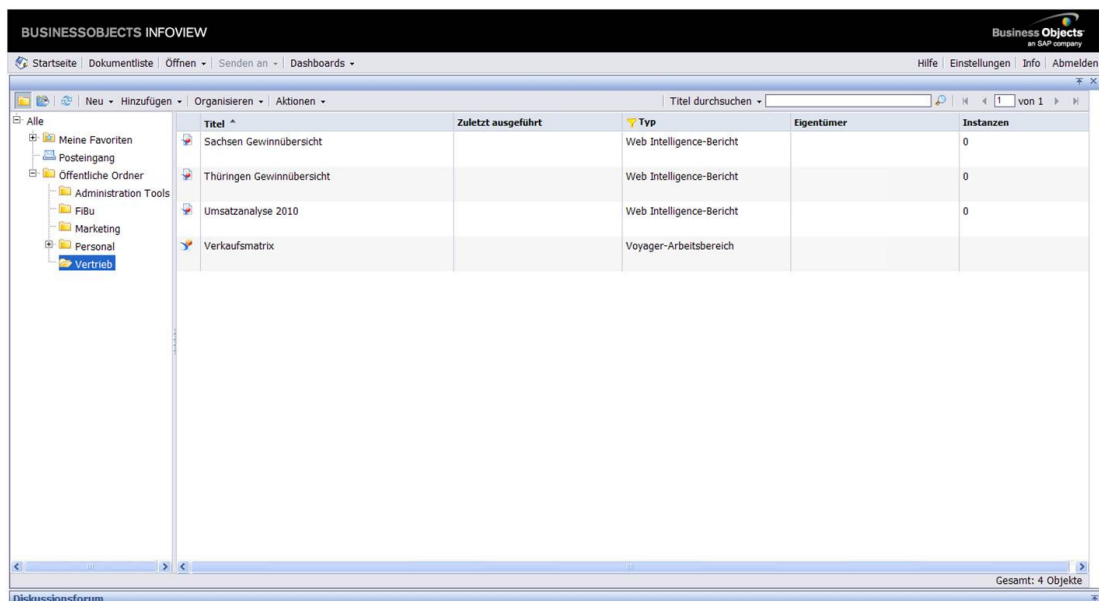 BUSINESSOBJECTS INFOVIEW
Business Objects
an SAP company
Startseite Dokumentliste Öffnen Senden an Dashboards Hilfe Einstellungen Info Abmelden
Neu Hinzufügen Organisieren Aktionen Titel durchsuchen 1 von 1
Alle
Meine Favoriten
Posteingang
Öffentliche Ordner
Administration Tools
FiBu
Marketing
Personal
Vertrieb
Titel Zuletzt ausgeführt Typ Eigentümer Instanzen
Sachsen Gewinnübersicht Web Intelligence-Bericht 0
Thüringen Gewinnübersicht Web Intelligence-Bericht 0
Umsatzanalyse 2010 Web Intelligence-Bericht 0
Verkaufsmatrix Voyager-Arbeitsbereich
Gesamt: 4 Objekte
Diskussionsforum